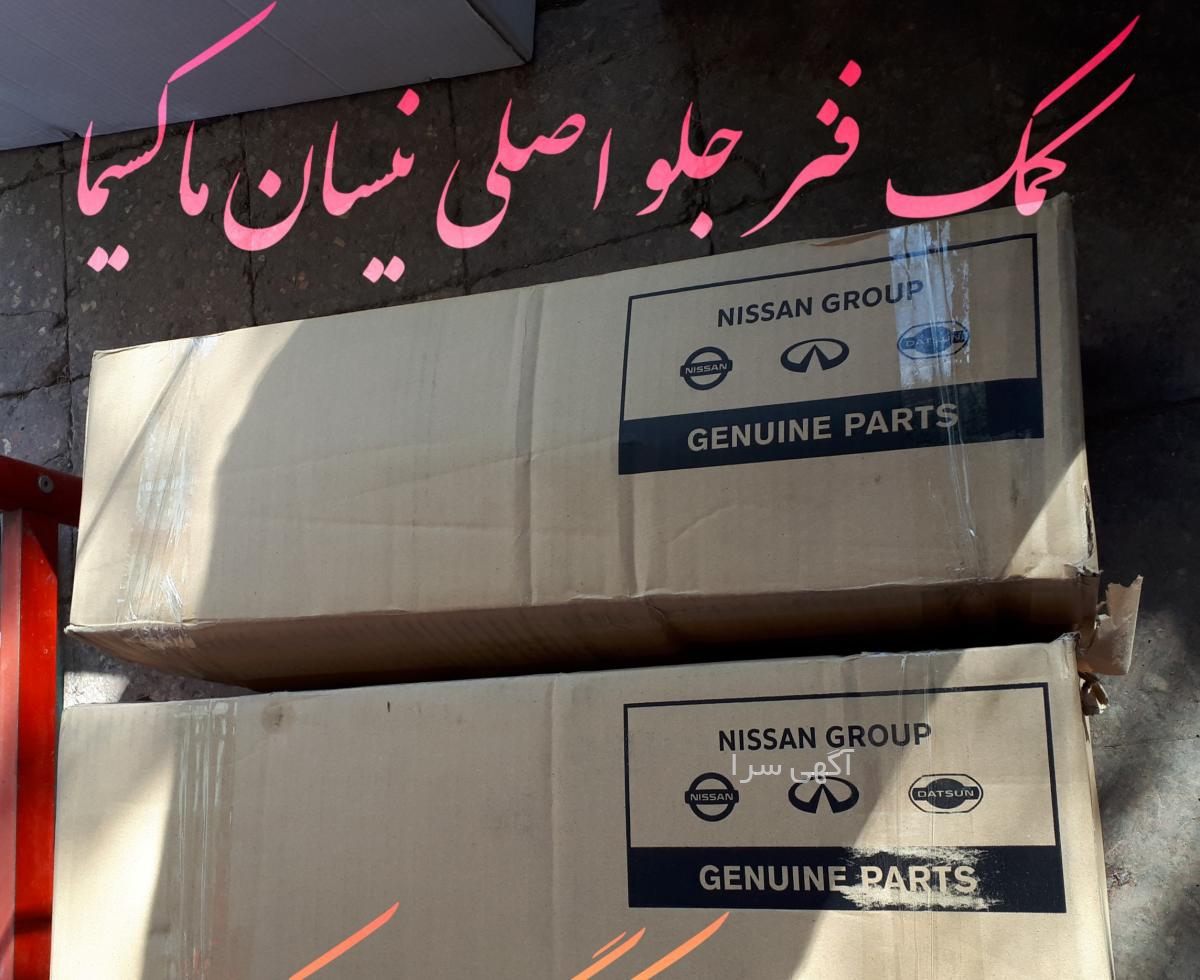 کمک فنر جلو اصلی نیسان ماکسیما
NISSAN GROUP
NISSAN DATSUN
GENUINE PARTS
NISSAN GROUP
آگهی سرا
NISSAN DATSUN
GENUINE PARTS